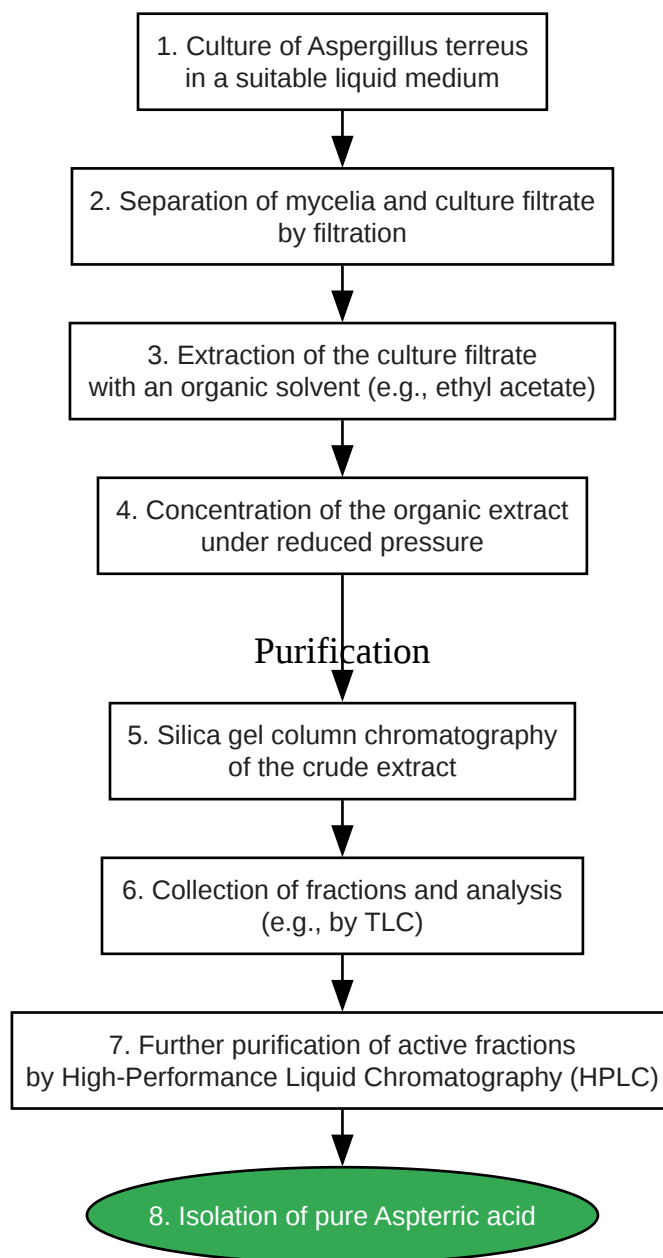 1. Culture of Aspergillus terreus
in a suitable liquid medium
2. Separation of mycelia and culture filtrate
by filtration
3. Extraction of the culture filtrate
with an organic solvent (e.g., ethyl acetate)
4. Concentration of the organic extract
under reduced pressure
Purification
5. Silica gel column chromatography
of the crude extract
6. Collection of fractions and analysis
(e.g., by TLC)
7. Further purification of active fractions
by High-Performance Liquid Chromatography (HPLC)
8. Isolation of pure Aspterric acid